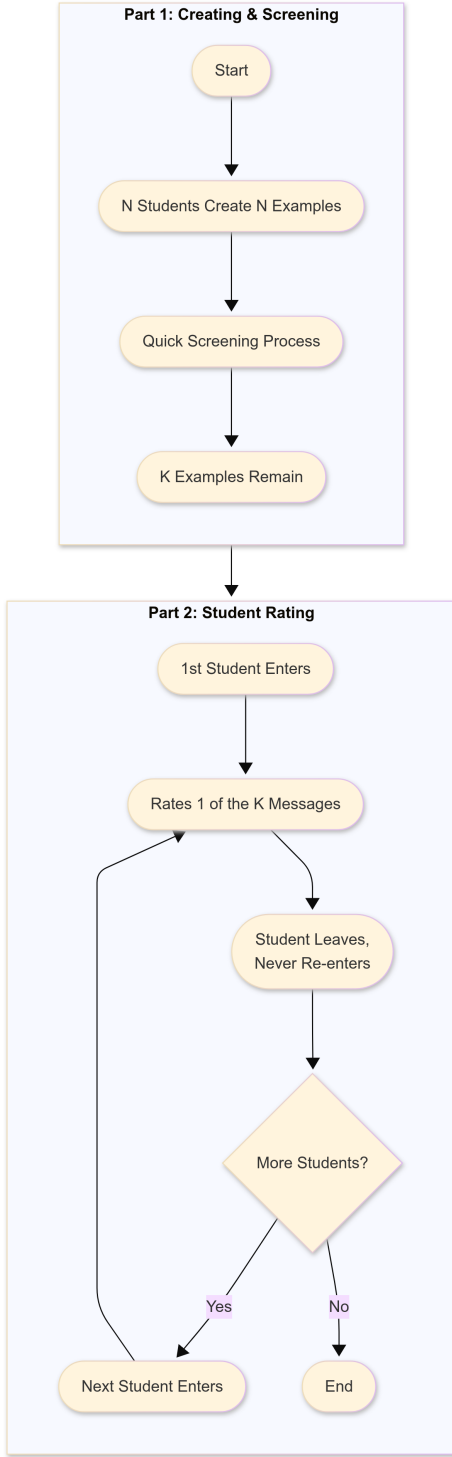 Part 1: Creating & Screening
Start
N Students Create N Examples
Quick Screening Process
K Examples Remain
Part 2: Student Rating
1st Student Enters
Rates 1 of the K Messages
Student Leaves,
Never Re-enters
More Students?
Yes
No
Next Student Enters
End